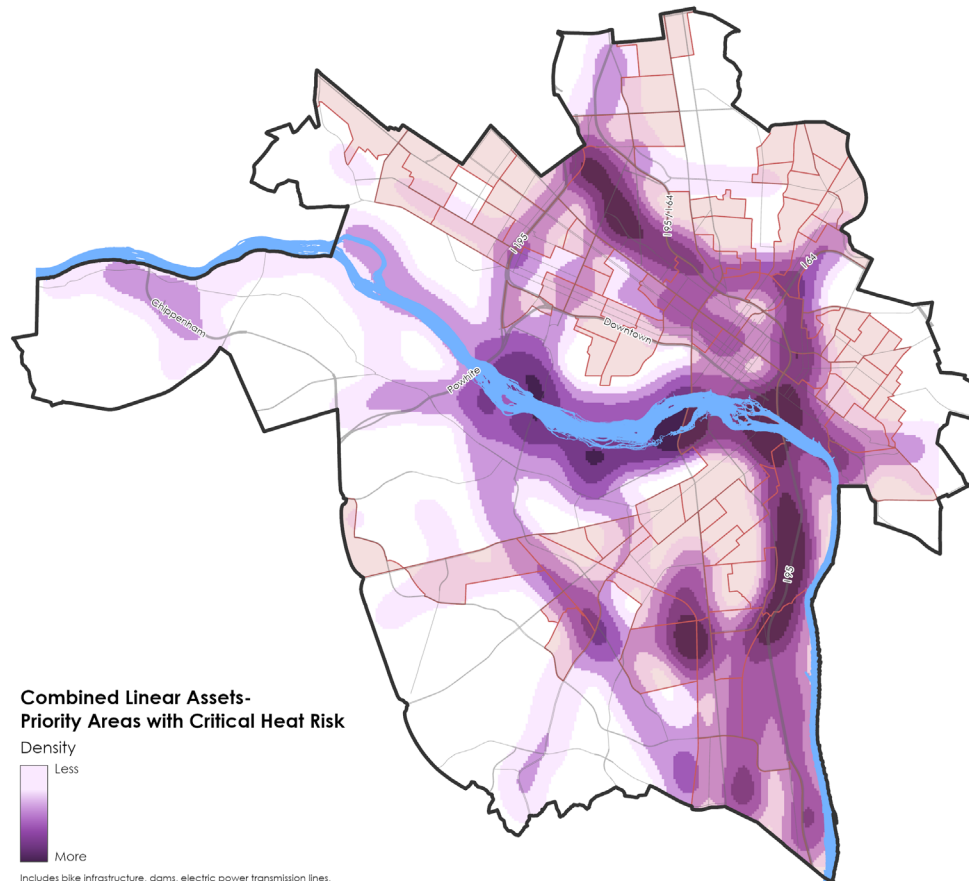 I 95 / I 64
I 195
I 64
Chippenham
Downtown
Powhite
I 95
Combined Linear Assets-
Priority Areas with Critical Heat Risk
Density
Less
More
Includes bike infrastructure, dams, electric power transmission lines,